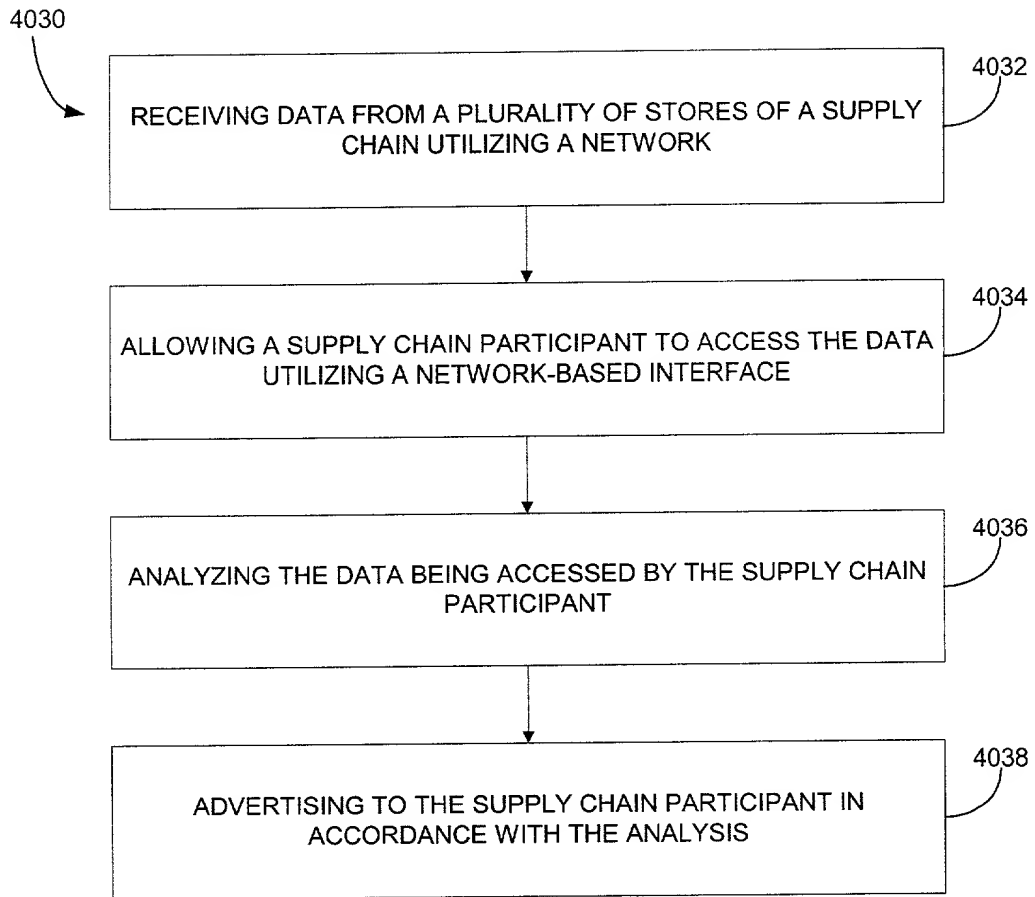 4030
4032
RECEIVING DATA FROM A PLURALITY OF STORES OF A SUPPLY
CHAIN UTILIZING A NETWORK
4034
ALLOWING A SUPPLY CHAIN PARTICIPANT TO ACCESS THE DATA
UTILIZING A NETWORK-BASED INTERFACE
4036
ANALYZING THE DATA BEING ACCESSED BY THE SUPPLY CHAIN
PARTICIPANT
4038
ADVERTISING TO THE SUPPLY CHAIN PARTICIPANT IN
ACCORDANCE WITH THE ANALYSIS